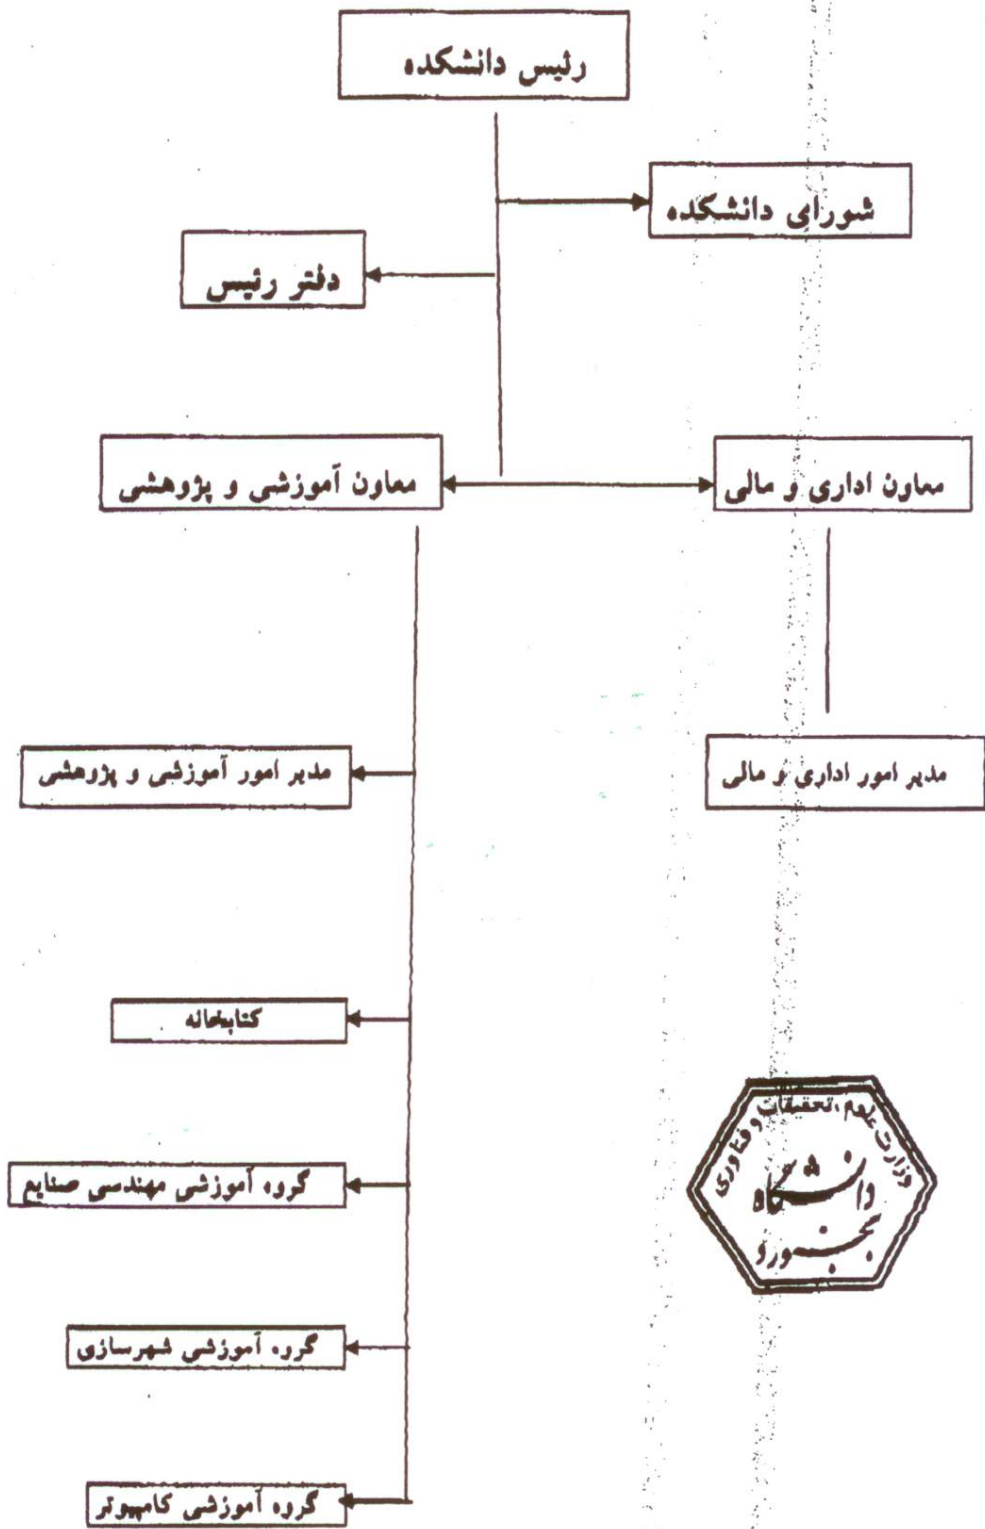 رئیس دانشکده
شورای دانشکده
دفتر رئیس
معاون اداری و مالی
معاون آموزشی و پژوهشی
مدیر امور اداری و مالی
مدیر امور آموزشی و پژوهشی
کتابخانه
گروه آموزشی مهندسی صنایع
گروه آموزشی شهرسازی
گروه آموزشی کامپیوتر
وزارت علوم، تحقیقات و فناوری
دانشگاه
بجنورد